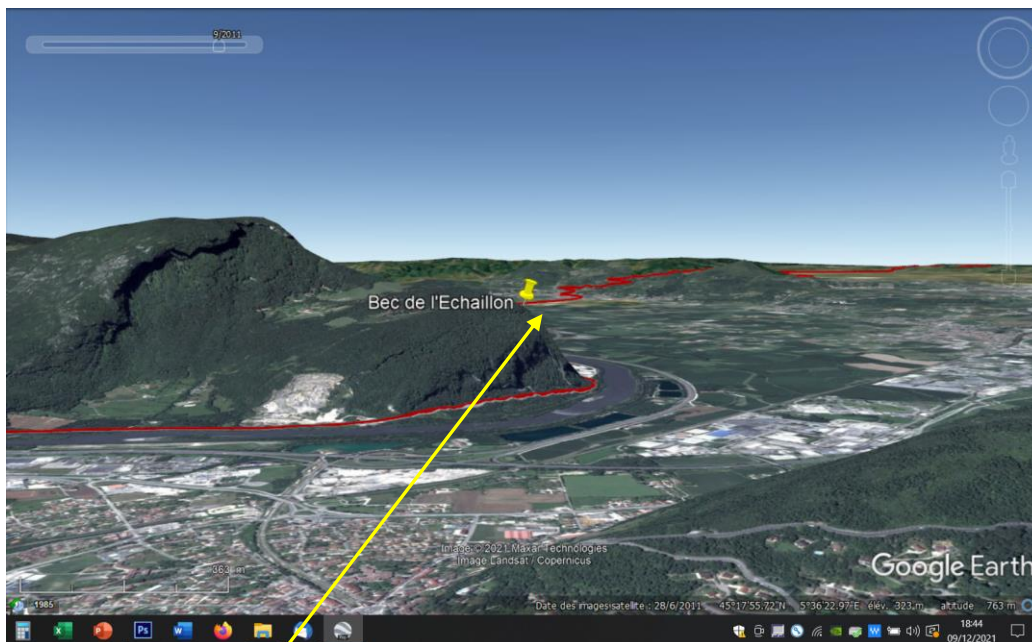 9/2011
Bec de l'Echaillon
Image © 2021 Maxar Technologies
Image Landsat / Copernicus
Google Earth
363 m
1985
Date des images satellite : 28/6/2011 45°17'55.72"N 5°36'22.97"E élév. 323 m altitude 763 m
18:44
09/12/2021